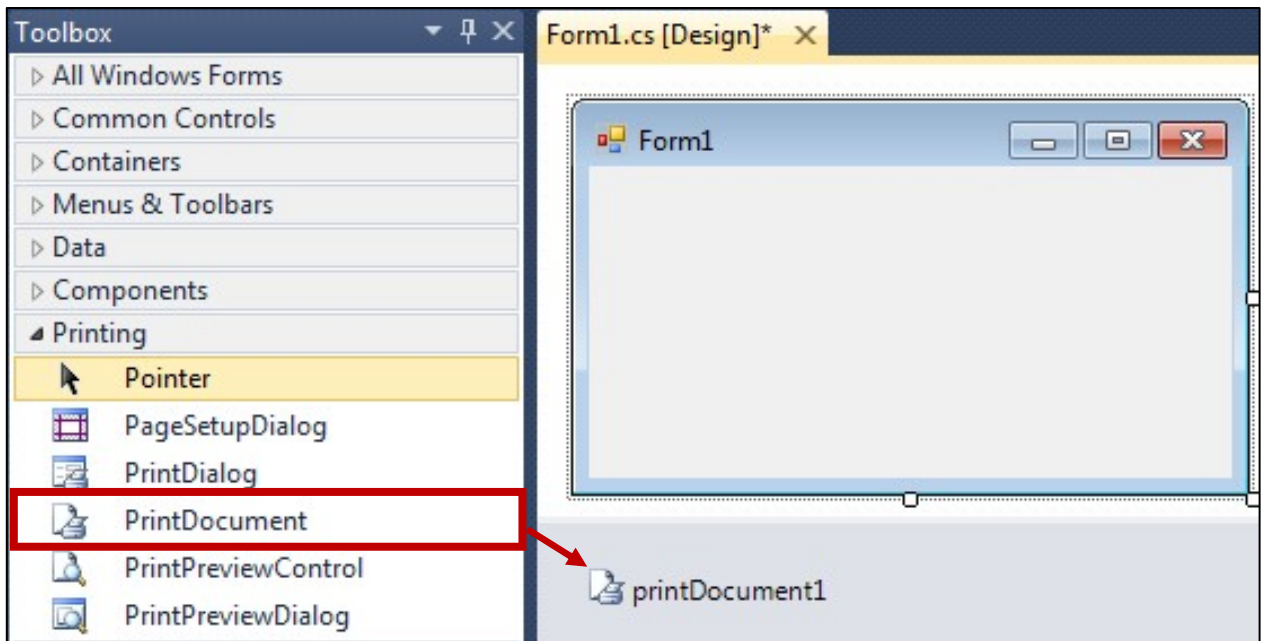 Toolbox
All Windows Forms
Common Controls
Containers
Menus & Toolbars
Data
Components
Printing
Pointer
PageSetupDialog
PrintDialog
PrintDocument
PrintPreviewControl
PrintPreviewDialog
Form1.cs [Design]*
Form1
printDocument1